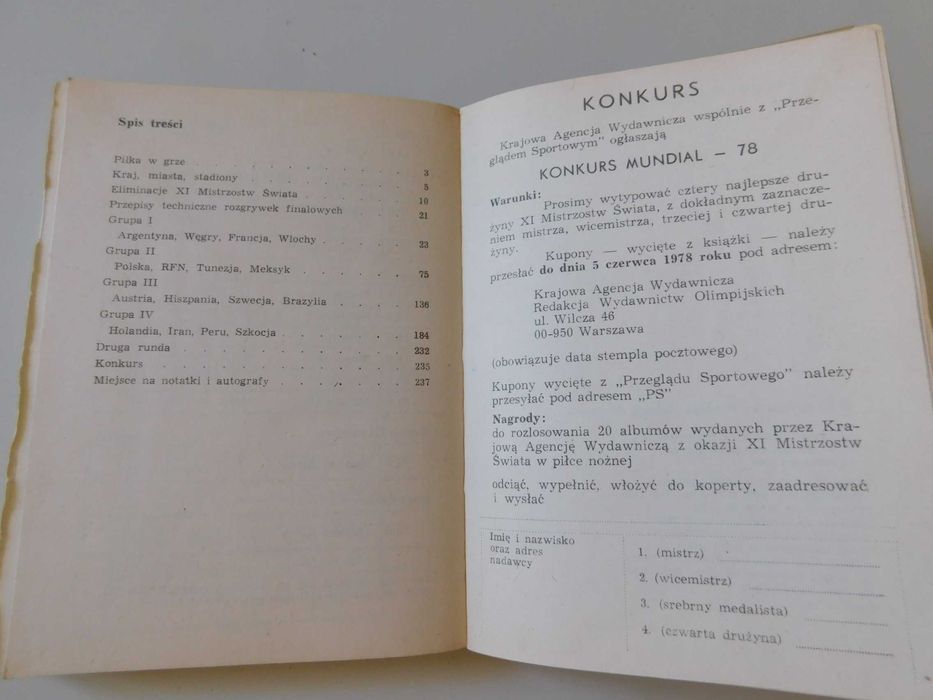 Spis treści
Piłka w grze . . . . . . . . . 3
Kraj, miasta, stadiony . . . . . . . 5
Eliminacje XI Mistrzostw Świata . . . . . 10
Przepisy techniczne rozgrywek finałowych . . . 21
Grupa I
Argentyna, Węgry, Francja, Włochy . . . . 23
Grupa II
Polska, RFN, Tunezja, Meksyk . . . . . 75
Grupa III
Austria, Hiszpania, Szwecja, Brazylia . . . . 136
Grupa IV
Holandia, Iran, Peru, Szkocja . . . . . . 184
Druga runda . . . . . . . . . . 232
Konkurs . . . . . . . . . . . 235
Miejsce na notatki i autografy . . . . . . 237
KONKURS
Krajowa Agencja Wydawnicza wspólnie z „Prze-
glądem Sportowym" ogłaszają
KONKURS MUNDIAL — 78
Warunki:
Prosimy wytypować cztery najlepsze dru-
żyny XI Mistrzostw Świata, z dokładnym zaznacze-
niem mistrza, wicemistrza, trzeciej i czwartej dru-
żyny.
Kupony — wycięte z książki — należy
przesłać do dnia 5 czerwca 1978 roku pod adresem:
Krajowa Agencja Wydawnicza
Redakcja Wydawnictw Olimpijskich
ul. Wilcza 46
00-950 Warszawa
(obowiązuje data stempla pocztowego)
Kupony wycięte z „Przeglądu Sportowego" należy
przesyłać pod adresem „PS"
Nagrody:
do rozlosowania 20 albumów wydanych przez Kra-
jową Agencję Wydawniczą z okazji XI Mistrzostw
Świata w piłce nożnej
odciąć, wypełnić, włożyć do koperty, zaadresować
i wysłać
Imię i nazwisko
oraz adres
nadawcy
1. (mistrz)
2. (wicemistrz)
3. (srebrny medalista)
4. (czwarta drużyna)